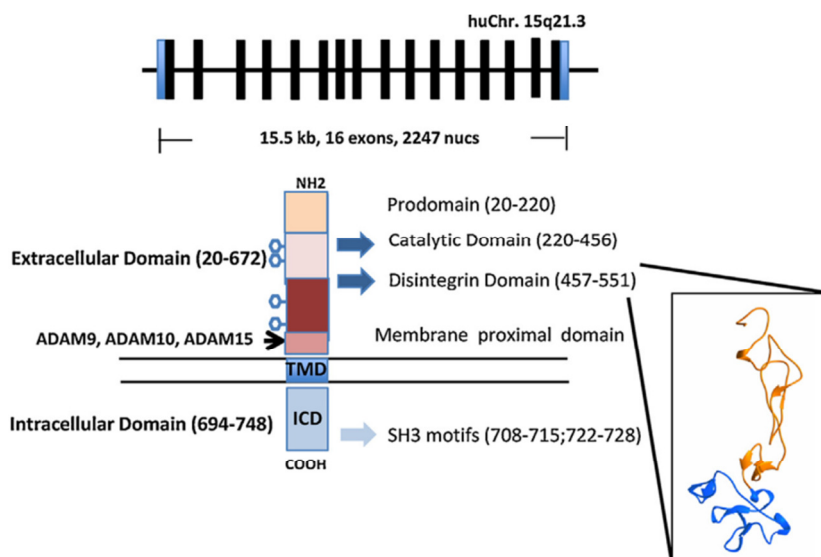 huChr. 15q21.3
15.5 kb, 16 exons, 2247 nucs
NH2
Prodomain (20-220)
Catalytic Domain (220-456)
Extracellular Domain (20-672)
Disintegrin Domain (457-551)
ADAM9, ADAM10, ADAM15
Membrane proximal domain
TMD
Intracellular Domain (694-748)
ICD
SH3 motifs (708-715;722-728)
COOH